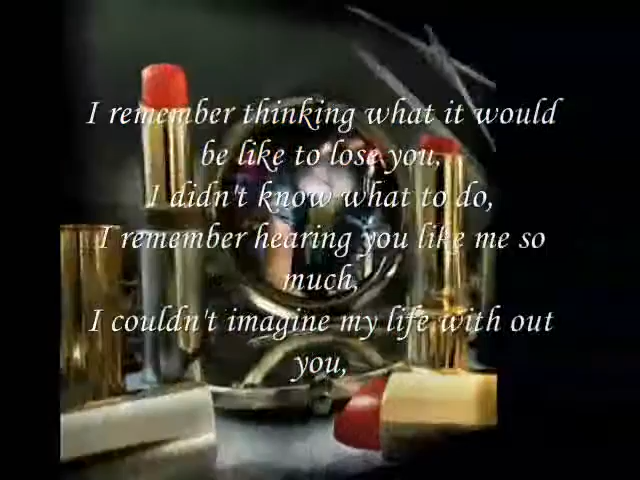 I remember thinking what it would
be like to lose you,
I didn't know what to do,
I remember hearing you like me so
much,
I couldn't imagine my life with out
you,